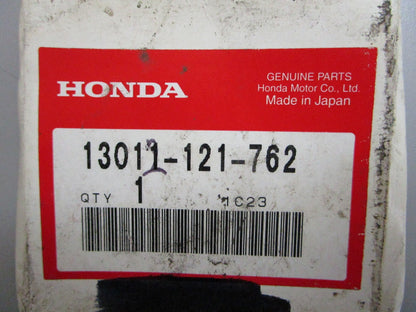 HONDA
GENUINE PARTS
Honda Motor Co., Ltd.
Made in Japan
13011-121-762
QTY 1 1C23